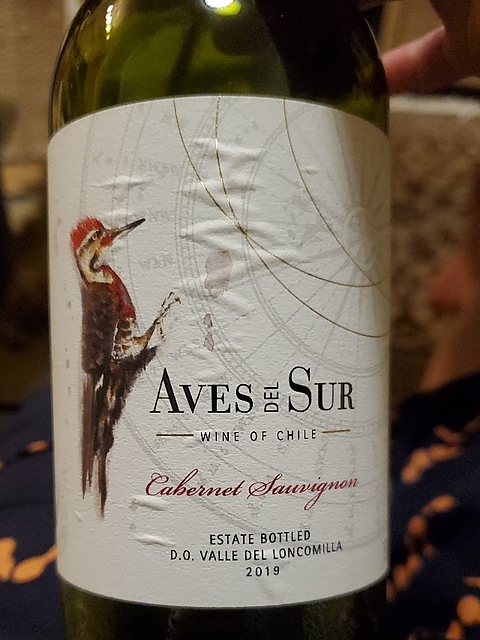 AVES DEL SUR
WINE OF CHILE
Cabernet Sauvignon
ESTATE BOTTLED
D.O. VALLE DEL LONCOMILLA
2019